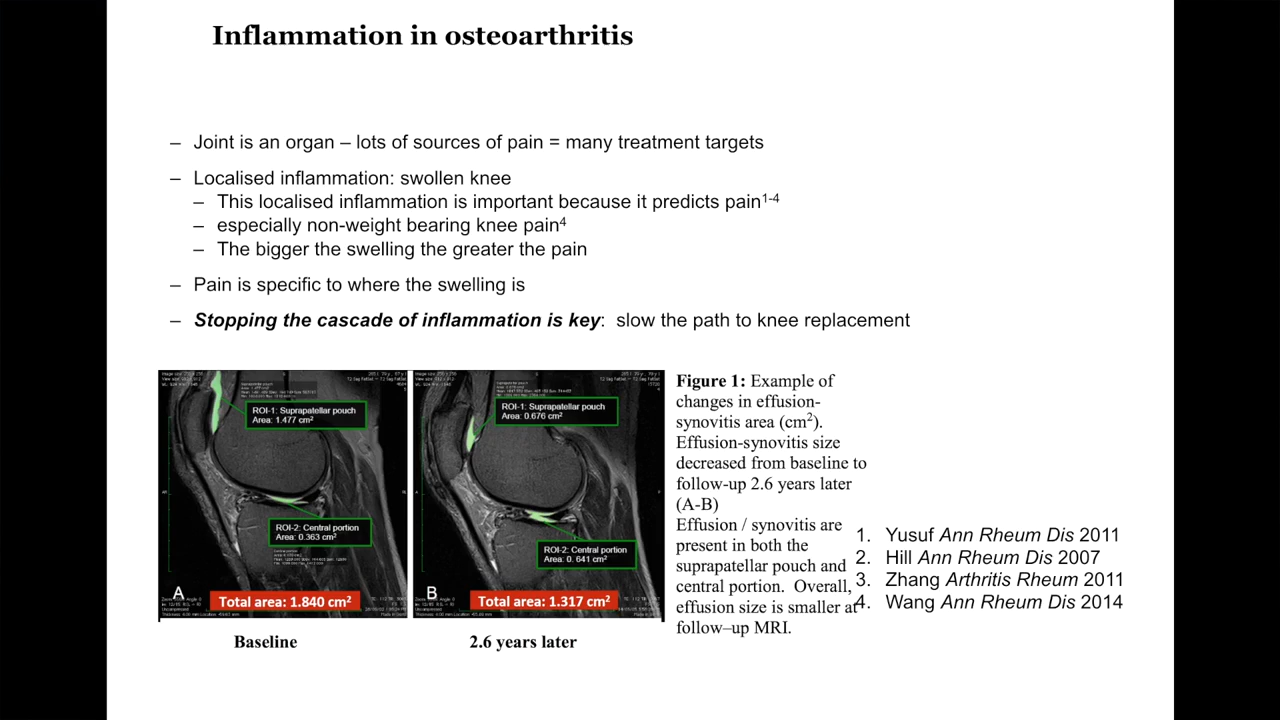 Inflammation in osteoarthritis
– Joint is an organ – lots of sources of pain = many treatment targets
– Localised inflammation: swollen knee
– This localised inflammation is important because it predicts pain1-4
– especially non-weight bearing knee pain4
– The bigger the swelling the greater the pain
– Pain is specific to where the swelling is
– Stopping the cascade of inflammation is key: slow the path to knee replacement
ROI-1: Suprapatellar pouch
Area: 1.477 cm2
ROI-2: Central portion
Area: 0.363 cm2
A
Total area: 1.840 cm2
Baseline
ROI-1: Suprapatellar pouch
Area: 0.676 cm2
ROI-2: Central portion
Area: 0. 641 cm2
B
Total area: 1.317 cm2
2.6 years later
Figure 1: Example of
changes in effusion-
synovitis area (cm2).
Effusion-synovitis size
decreased from baseline to
follow-up 2.6 years later
(A-B)
Effusion / synovitis are
present in both the
suprapatellar pouch and
central portion. Overall,
effusion size is smaller at
follow–up MRI.
1. Yusuf Ann Rheum Dis 2011
2. Hill Ann Rheum Dis 2007
3. Zhang Arthritis Rheum 2011
4. Wang Ann Rheum Dis 2014